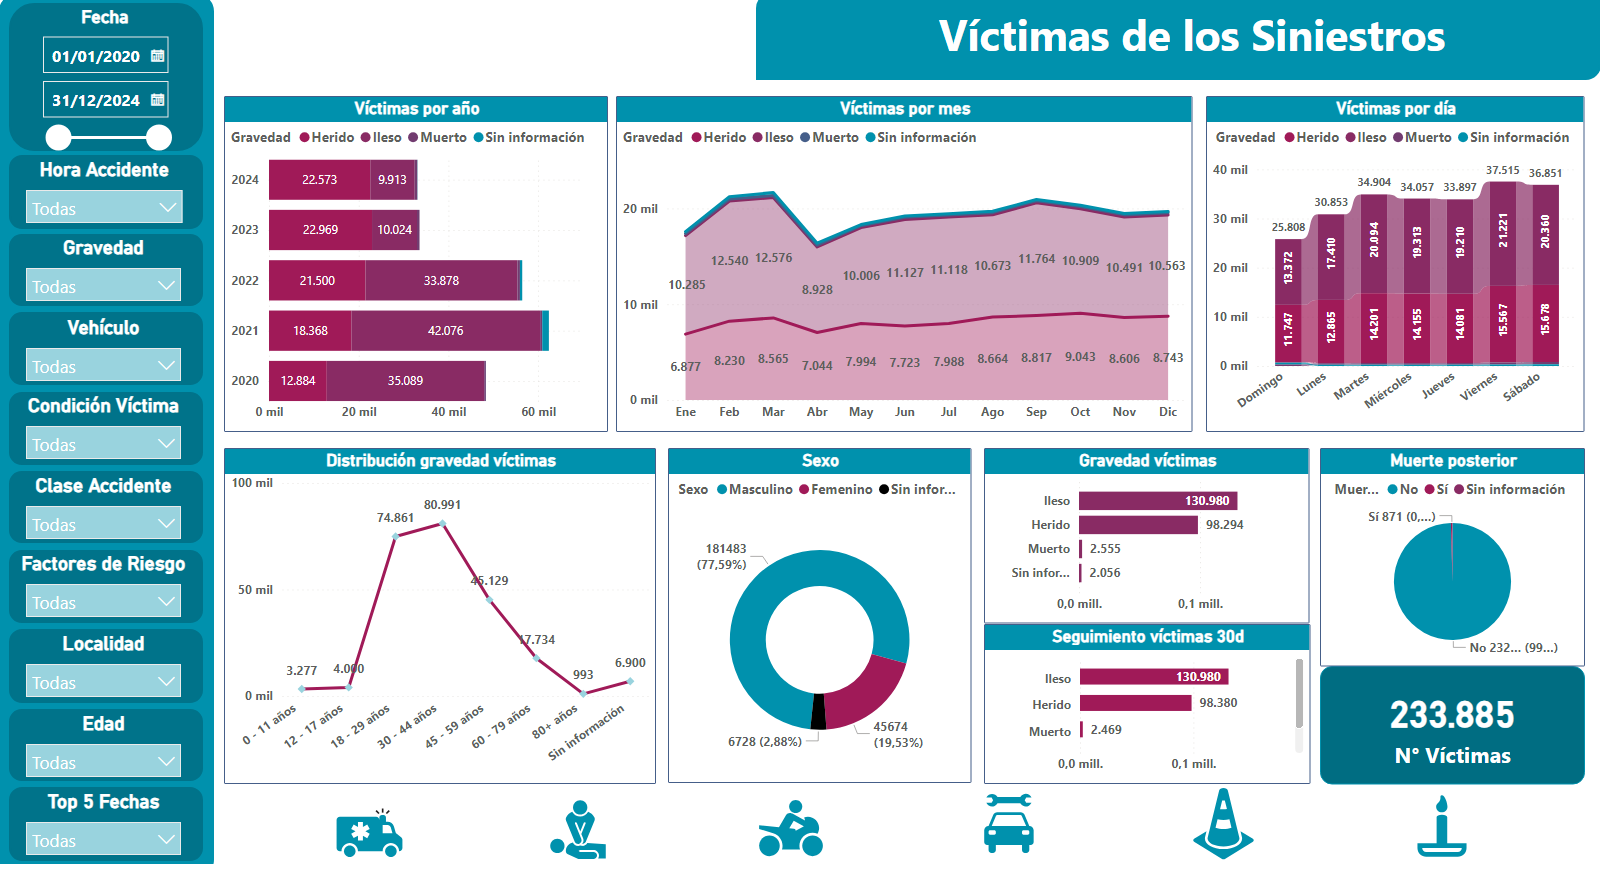 Fecha
01/01/2020
31/12/2024
Hora Accidente
Todas
Gravedad
Todas
Vehículo
Todas
Condición Víctima
Todas
Clase Accidente
Todas
Factores de Riesgo
Todas
Localidad
Todas
Edad
Todas
Top 5 Fechas
Todas
Víctimas de los Siniestros
Víctimas por año
Gravedad Herido Ileso Muerto Sin información
2024 22.573 9.913
2023 22.969 10.024
2022 21.500 33.878
2021 18.368 42.076
2020 12.884 35.089
0 mil 20 mil 40 mil 60 mil
Víctimas por mes
Gravedad Herido Ileso Muerto Sin información
20 mil
10 mil
0 mil
10.285 12.540 12.576 8.928 10.006 11.127 11.118 10.673 11.764 10.909 10.491 10.563
6.877 8.230 8.565 7.044 7.994 7.723 7.988 8.664 8.817 9.043 8.606 8.743
Ene Feb Mar Abr May Jun Jul Ago Sep Oct Nov Dic
Víctimas por día
Gravedad Herido Ileso Muerto Sin información
40 mil
30 mil
20 mil
10 mil
0 mil
25.808 30.853 34.904 34.057 33.897 37.515 36.851
13.372 17.410 20.094 19.313 19.210 21.221 20.360
11.747 12.865 14.201 14.155 14.081 15.567 15.678
Domingo Lunes Martes Miércoles Jueves Viernes Sábado
Distribución gravedad víctimas
100 mil
50 mil
0 mil
3.277 4.000 74.861 80.991 45.129 17.734 993 6.900
0 - 11 años 12 - 17 años 18 - 29 años 30 - 44 años 45 - 59 años 60 - 79 años 80+ años Sin información
Sexo
Sexo Masculino Femenino Sin infor...
181483
(77,59%)
45674
(19,53%)
6728 (2,88%)
Gravedad víctimas
Ileso 130.980
Herido 98.294
Muerto 2.555
Sin infor... 2.056
0,0 mill. 0,1 mill.
Seguimiento víctimas 30d
Ileso 130.980
Herido 98.380
Muerto 2.469
0,0 mill. 0,1 mill.
Muerte posterior
Muer... No Sí Sin información
Sí 871 (0,...)
No 232... (99...)
233.885
N° Víctimas